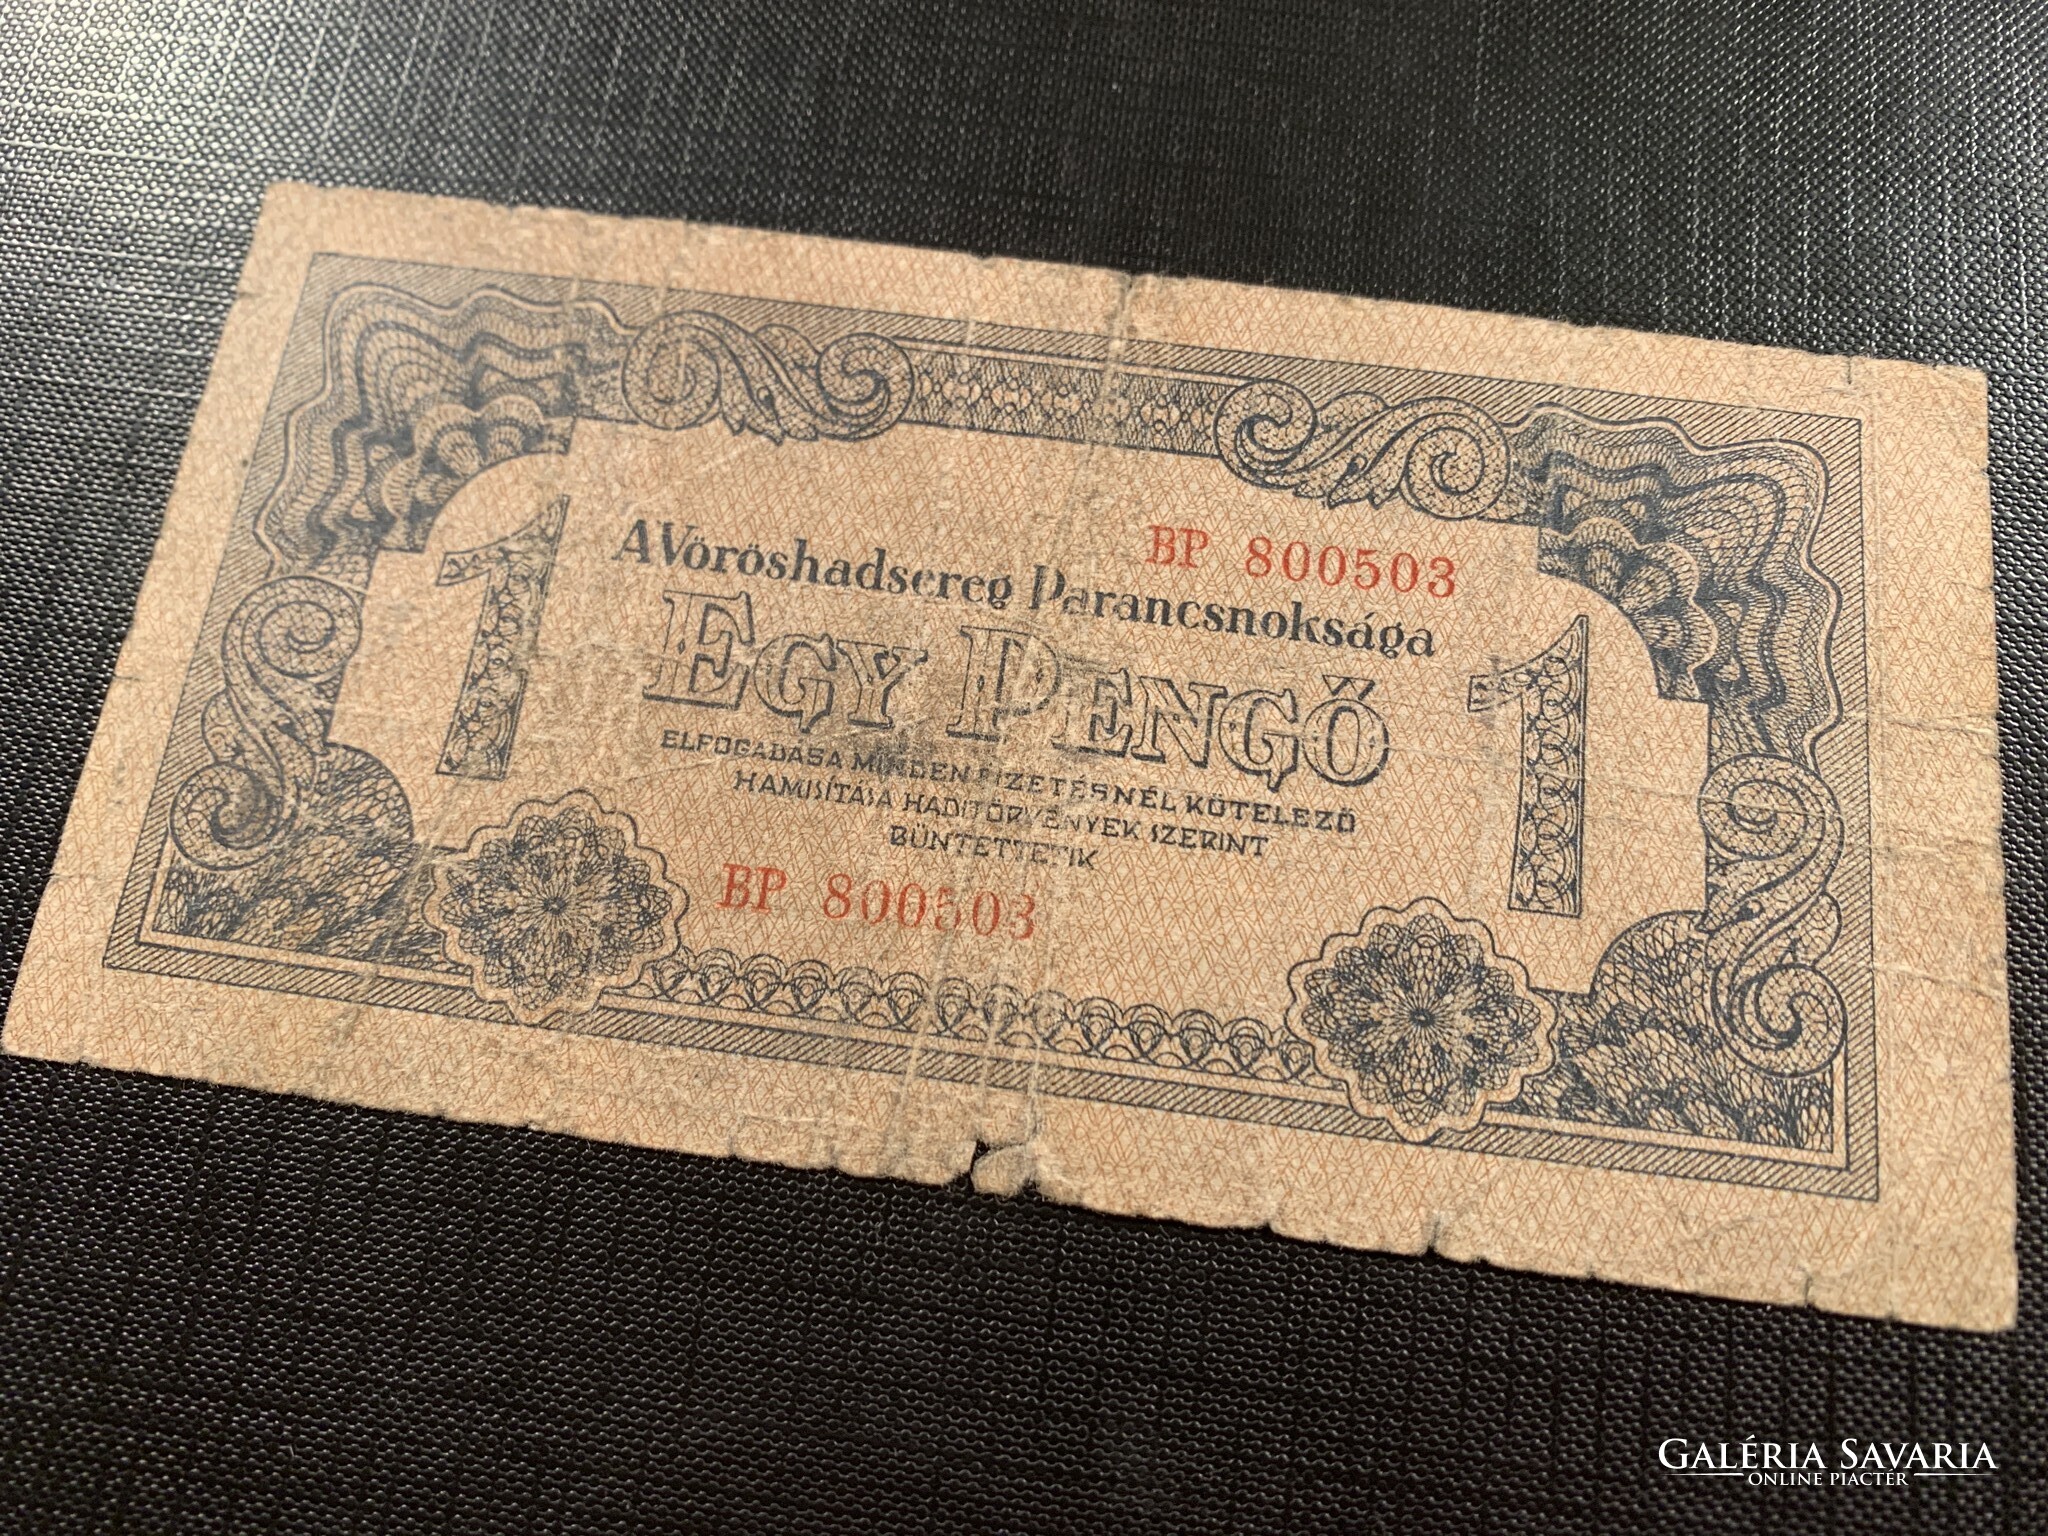 BP 800503
A Vöröshadsereg Parancsnoksága
1 EGY PENGŐ 1
ELFOGADÁSA MINDEN FIZETÉSNÉL KÖTELEZŐ
HAMISÍTÁSA HADITÖRVÉNYEK SZERINT
BÜNTETTETIK
BP 800503
GALÉRIA SAVARIA
ONLINE PIACTÉR